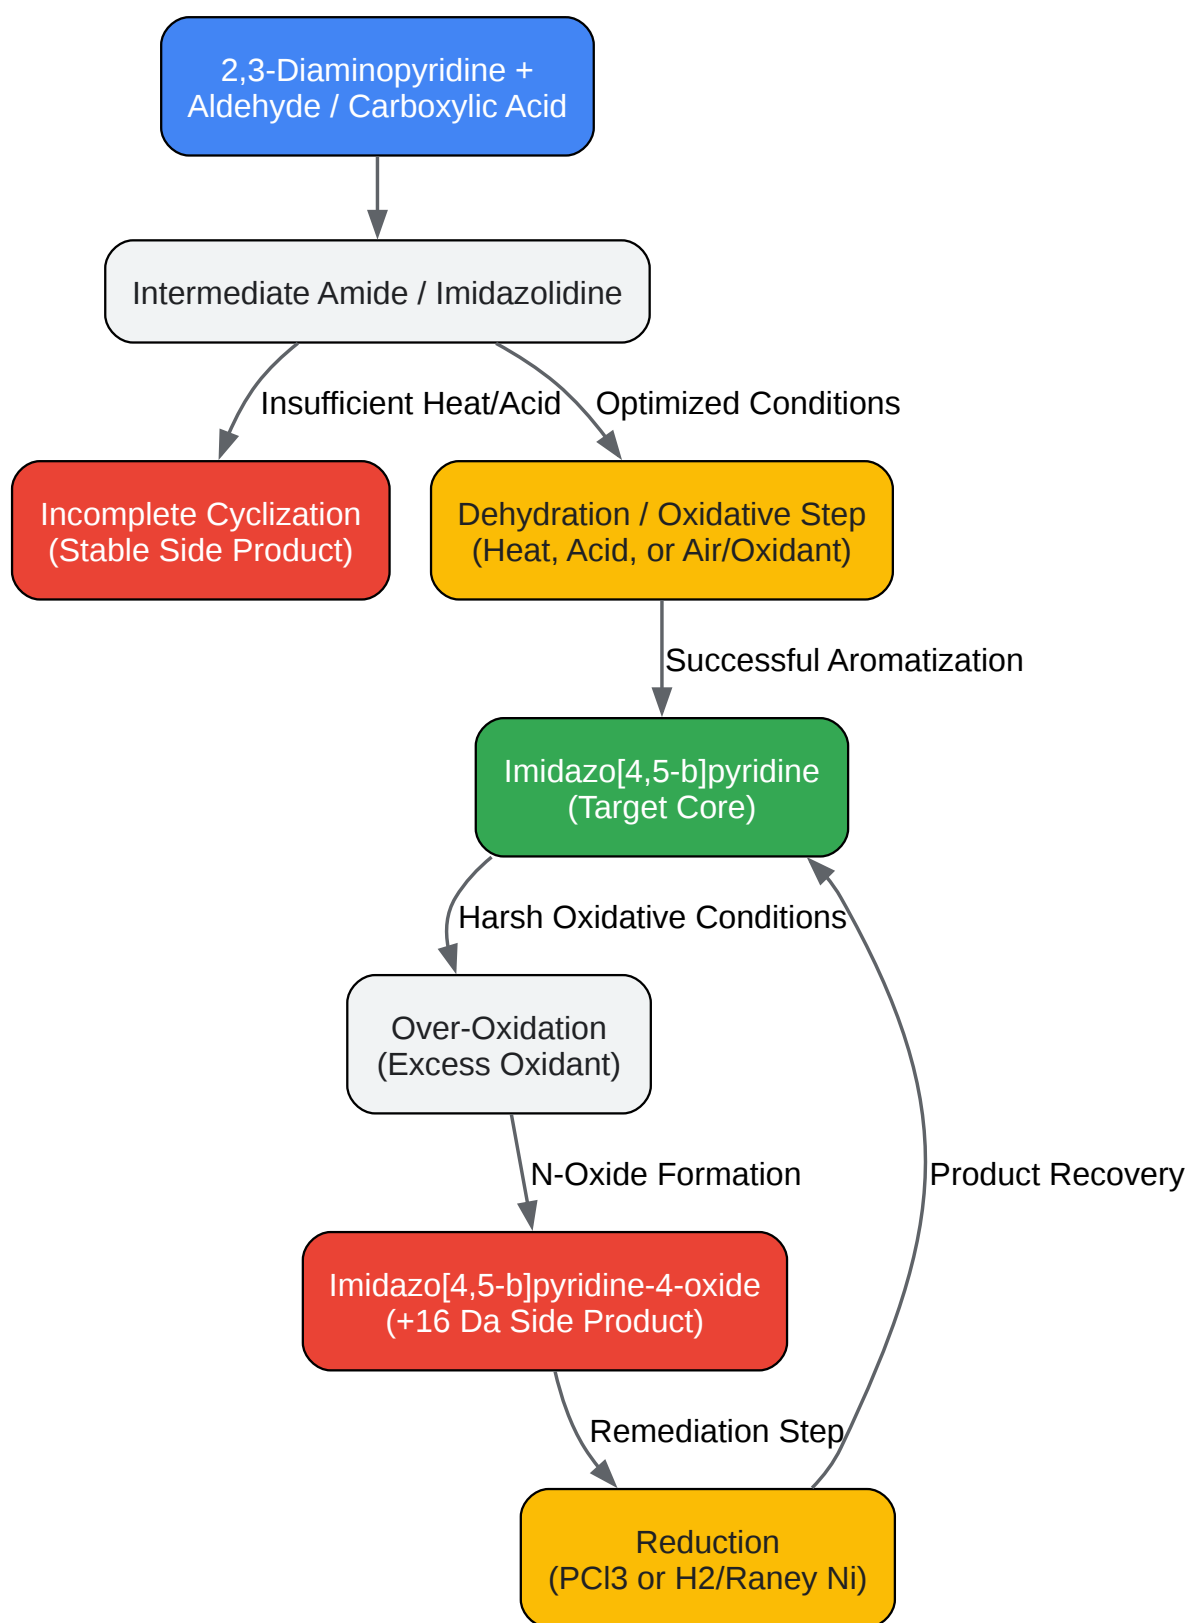 2,3-Diaminopyridine +
Aldehyde / Carboxylic Acid
Intermediate Amide / Imidazolidine
Insufficient Heat/Acid
Optimized Conditions
Incomplete Cyclization
(Stable Side Product)
Dehydration / Oxidative Step
(Heat, Acid, or Air/Oxidant)
Successful Aromatization
Imidazo[4,5-b]pyridine
(Target Core)
Harsh Oxidative Conditions
Over-Oxidation
(Excess Oxidant)
N-Oxide Formation
Product Recovery
Imidazo[4,5-b]pyridine-4-oxide
(+16 Da Side Product)
Remediation Step
Reduction
(PCl3 or H2/Raney Ni)